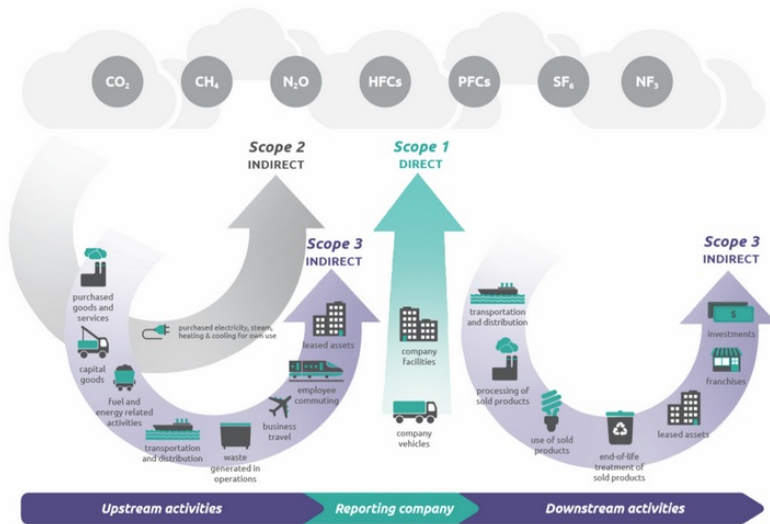 CO₂
CH₄
N₂O
HFCs
PFCs
SF₆
NF₃
Scope 2
INDIRECT
Scope 1
DIRECT
Scope 3
INDIRECT
Scope 3
INDIRECT
purchased
goods and
services
capital
goods
fuel and
energy related
activities
transportation
and distribution
waste
generated in
operations
business
travel
employee
commuting
leased assets
purchased electricity, steam,
heating & cooling for own use
company
facilities
company
vehicles
transportation
and distribution
processing of
sold products
use of sold
products
end-of-life
treatment of
sold products
leased assets
franchises
investments
$
Upstream activities
Reporting company
Downstream activities